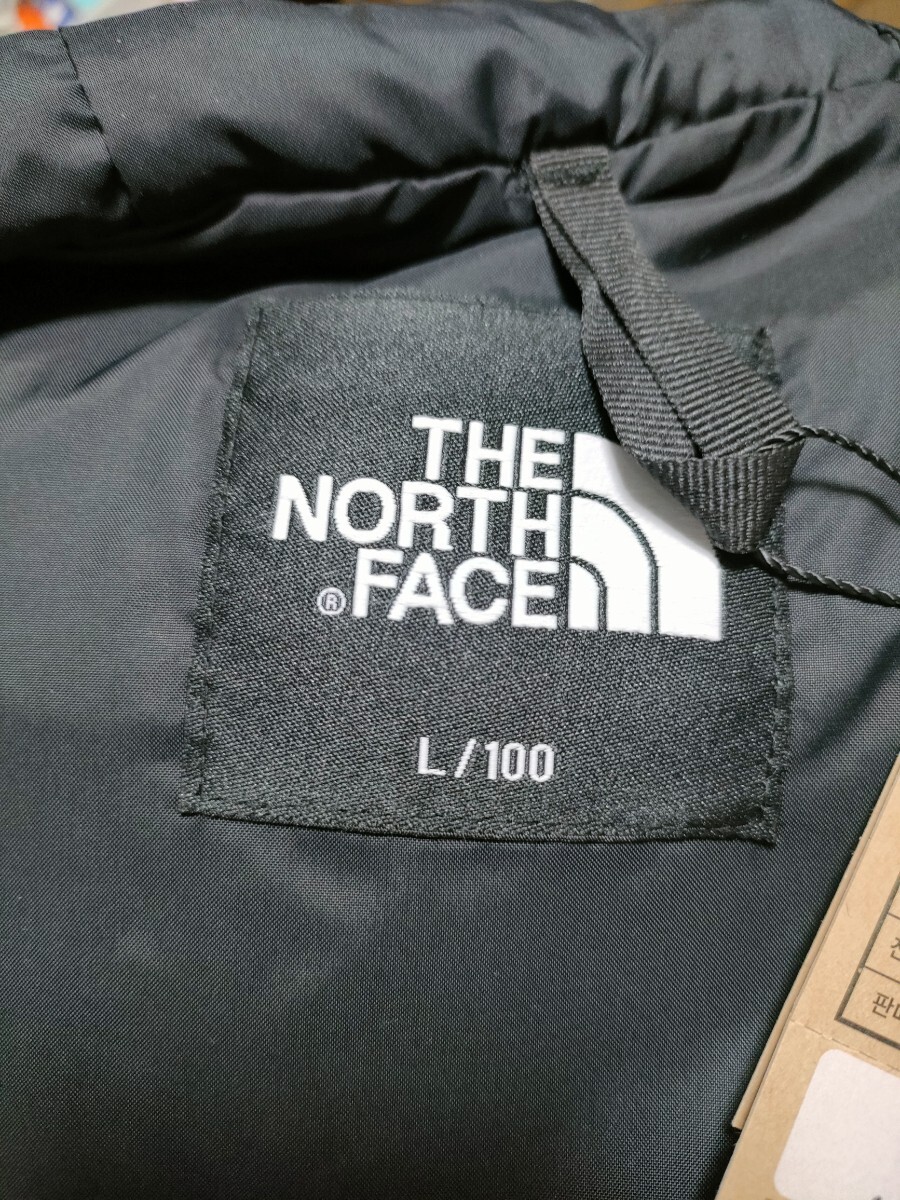 THE
NORTH
® FACE
L/100